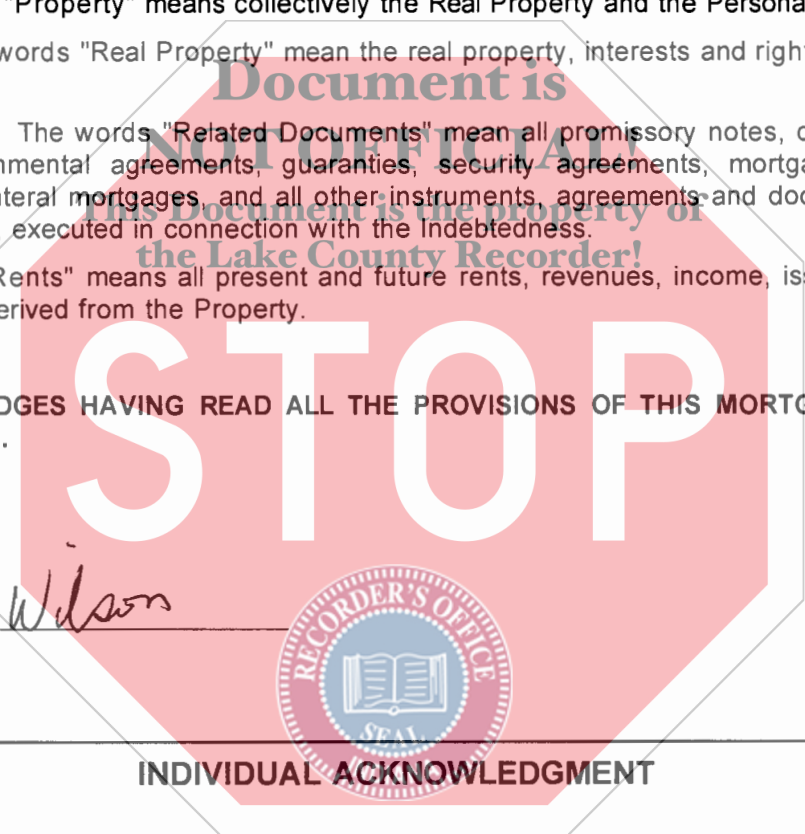 "Property" means collectively the Real Property and the Persona
words "Real Property" mean the real property, interests and right
Document is
The words "Related Documents" mean all promissory notes, c
NOT OFFICIAL!
nmental agreements, guaranties, security agreements, mortga
ateral mortgages, and all other instruments, agreements and doc
This Document is the property of
executed in connection with the Indebtedness.
the Lake County Recorder!
Rents" means all present and future rents, revenues, income, iss
erived from the Property.
STOP
DGES HAVING READ ALL THE PROVISIONS OF THIS MORTG
.
Wilson
RECORDER'S OFFICE
SEAL
INDIVIDUAL ACKNOWLEDGMENT